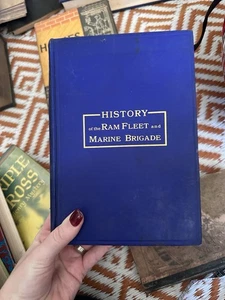 HISTORY
of the RAM FLEET and
MARINE BRIGADE